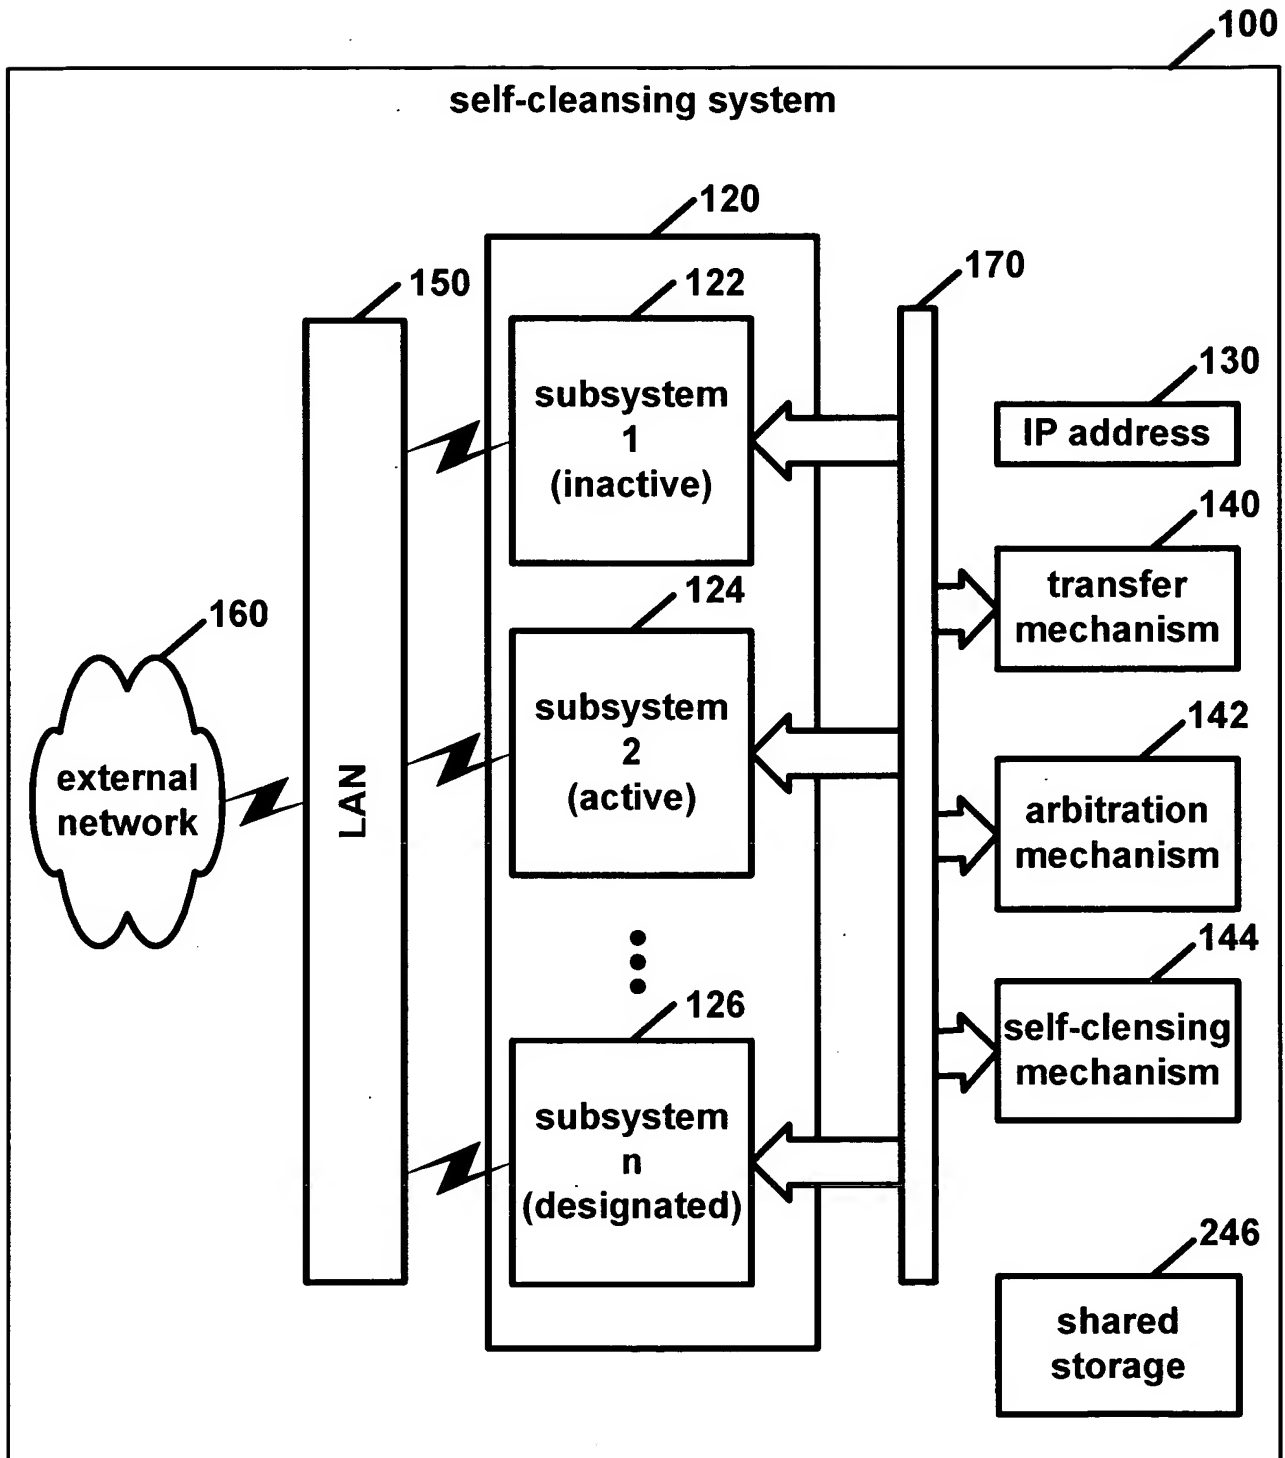 100
self-cleansing system
120
150
122
170
subsystem
1
(inactive)
130
IP address
140
transfer
mechanism
124
160
subsystem
2
(active)
142
arbitration
mechanism
external
network
LAN
144
self-clensing
mechanism
126
subsystem
n
(designated)
246
shared
storage